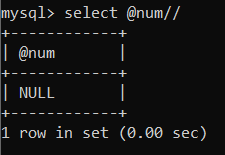 mysql> select @num//
+------------+
| @num       |
+------------+
| NULL       |
+------------+
1 row in set (0.00 sec)